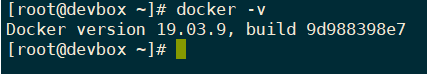 [root@devbox ~]# docker -v
Docker version 19.03.9, build 9d988398e7
[root@devbox ~]#